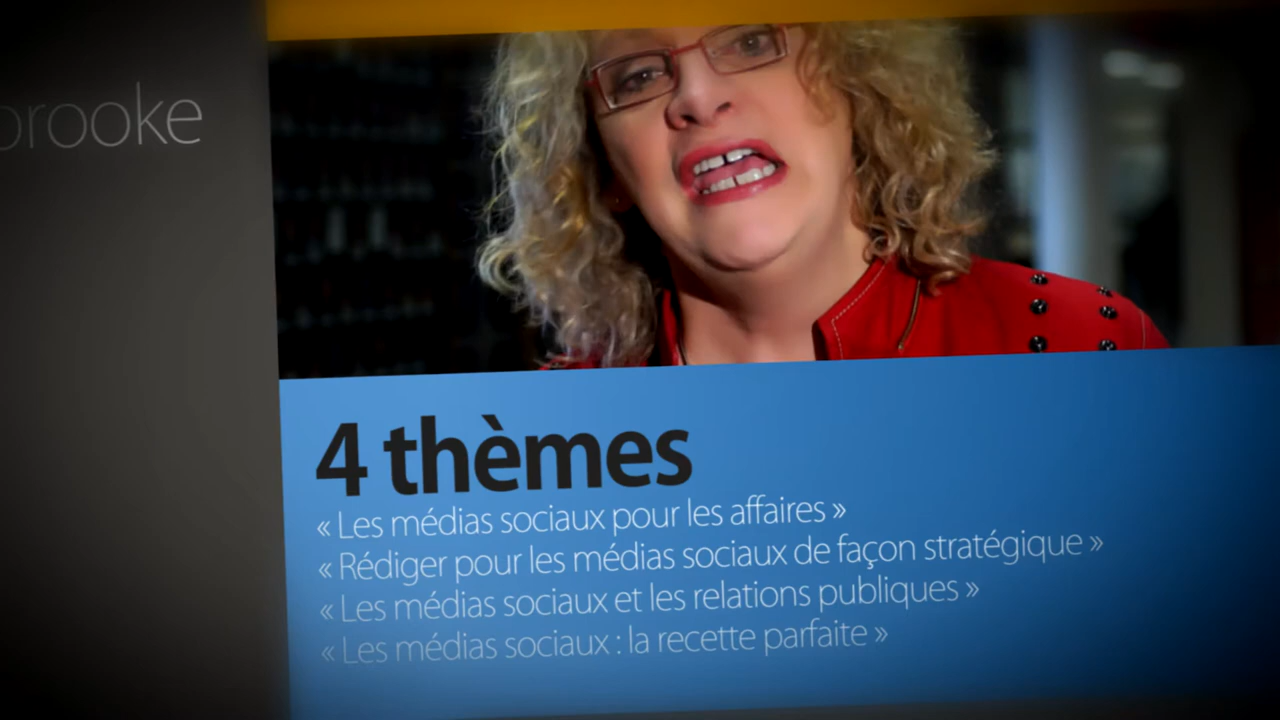 brooke
4 thèmes
« Les médias sociaux pour les affaires »
« Rédiger pour les médias sociaux de façon stratégique »
« Les médias sociaux et les relations publiques »
« Les médias sociaux : la recette parfaite »